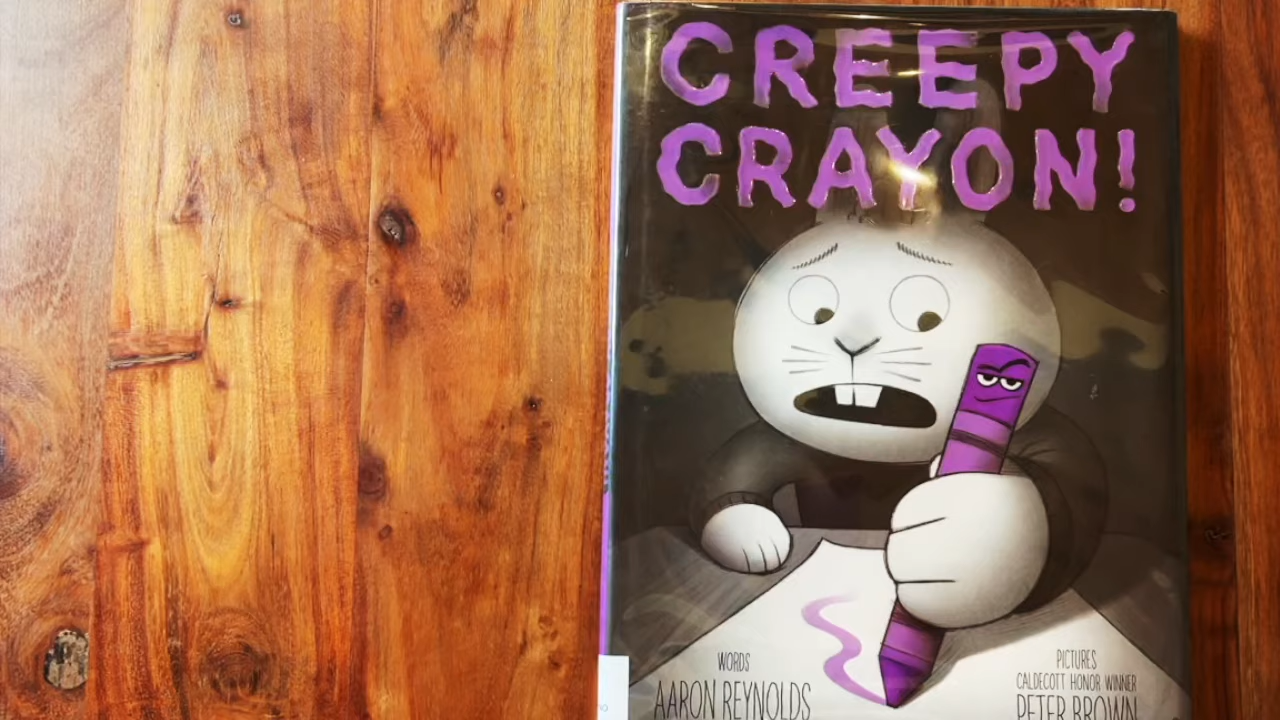 CREEPY
CRAYON!
WORDS
AARON REYNOLDS
PICTURES
CALDECOTT HONOR WINNER
PETER BROWN